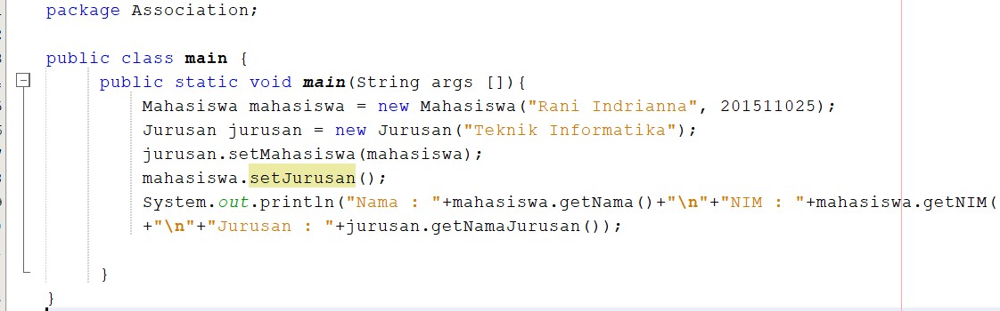 package Association;
public class main {
public static void main(String args []){
Mahasiswa mahasiswa = new Mahasiswa("Rani Indrianna", 201511025);
Jurusan jurusan = new Jurusan("Teknik Informatika");
jurusan.setMahasiswa(mahasiswa);
mahasiswa.setJurusan();
System.out.println("Nama : "+mahasiswa.getNama()+"\n"+"NIM : "+mahasiswa.getNIM(
+"\n"+"Jurusan : "+jurusan.getNamaJurusan());
}
}